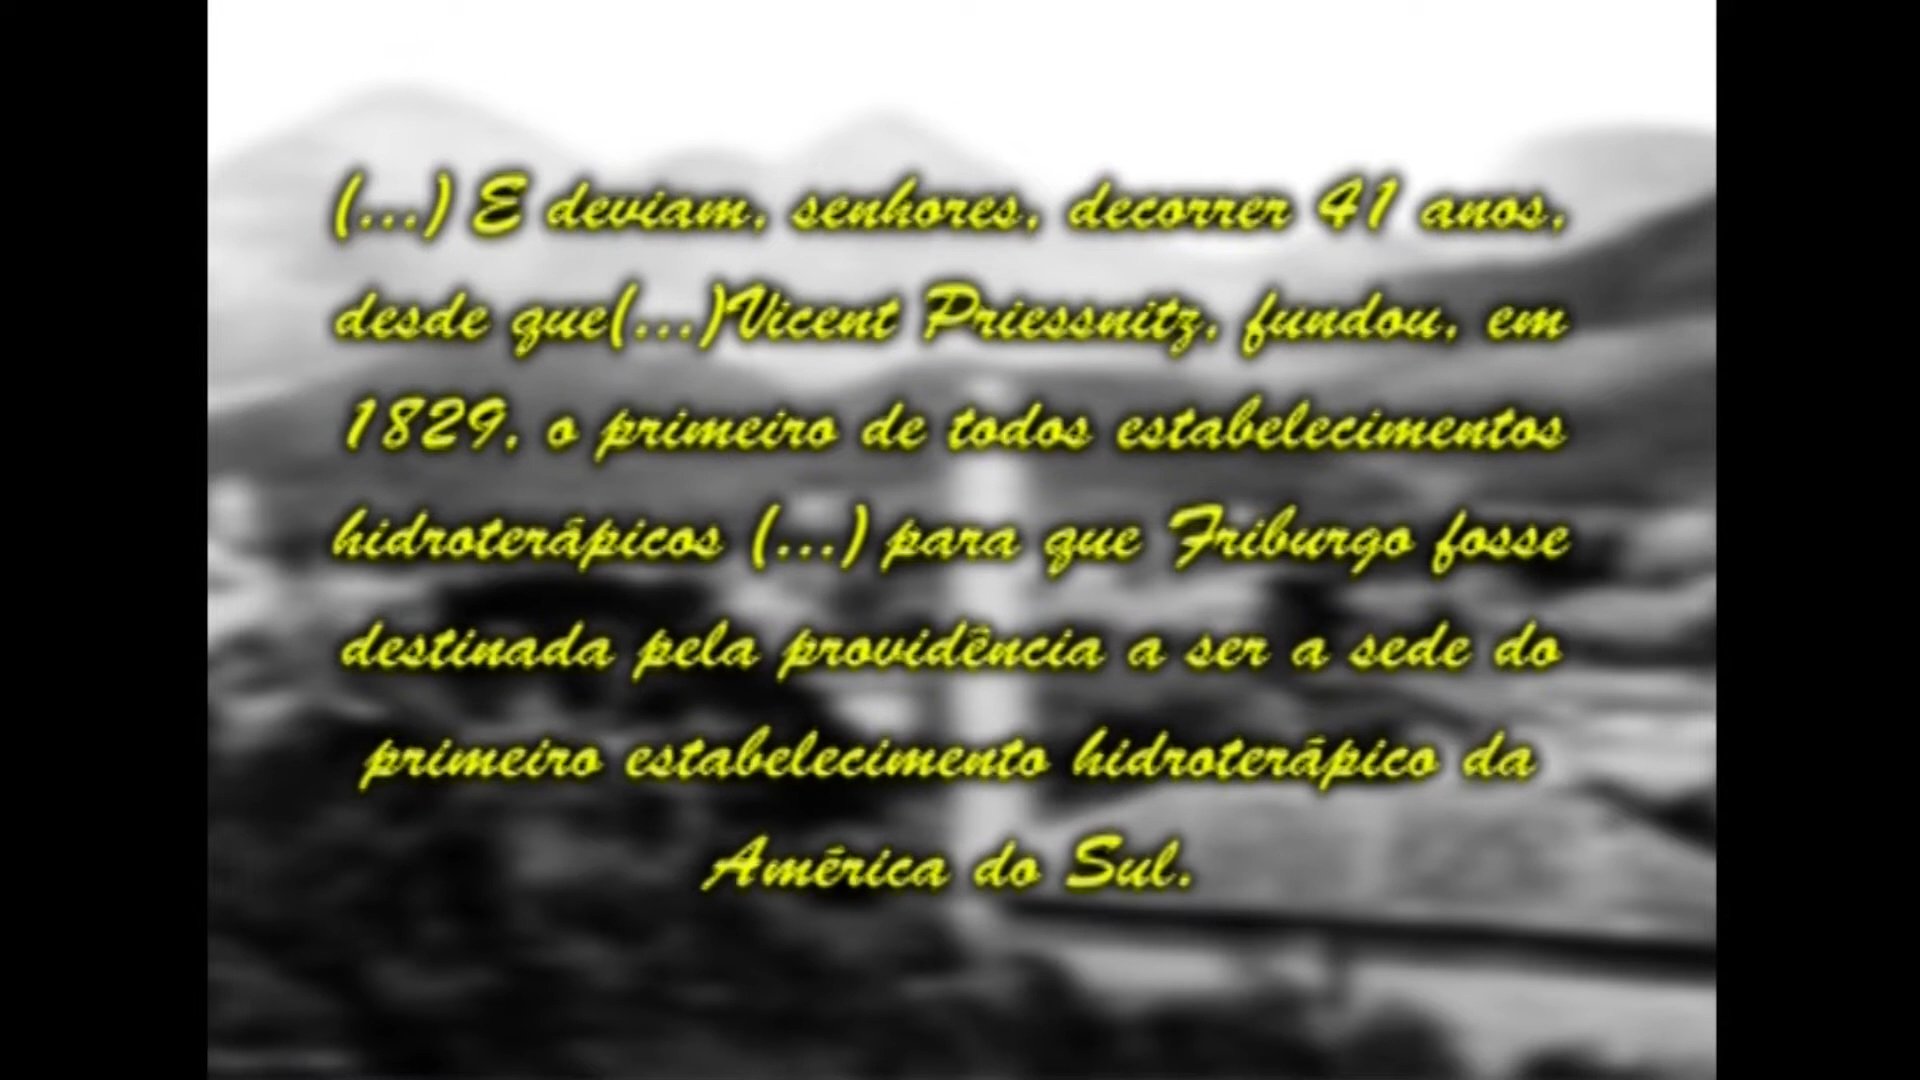 (...) E deviam, senhores, decorrer 41 anos,
desde que(...)Vicent Priessnitz, fundou, em
1829, o primeiro de todos estabelecimentos
hidroterápicos (...) para que Friburgo fosse
destinada pela providência a ser a sede do
primeiro estabelecimento hidroterápico da
América do Sul.